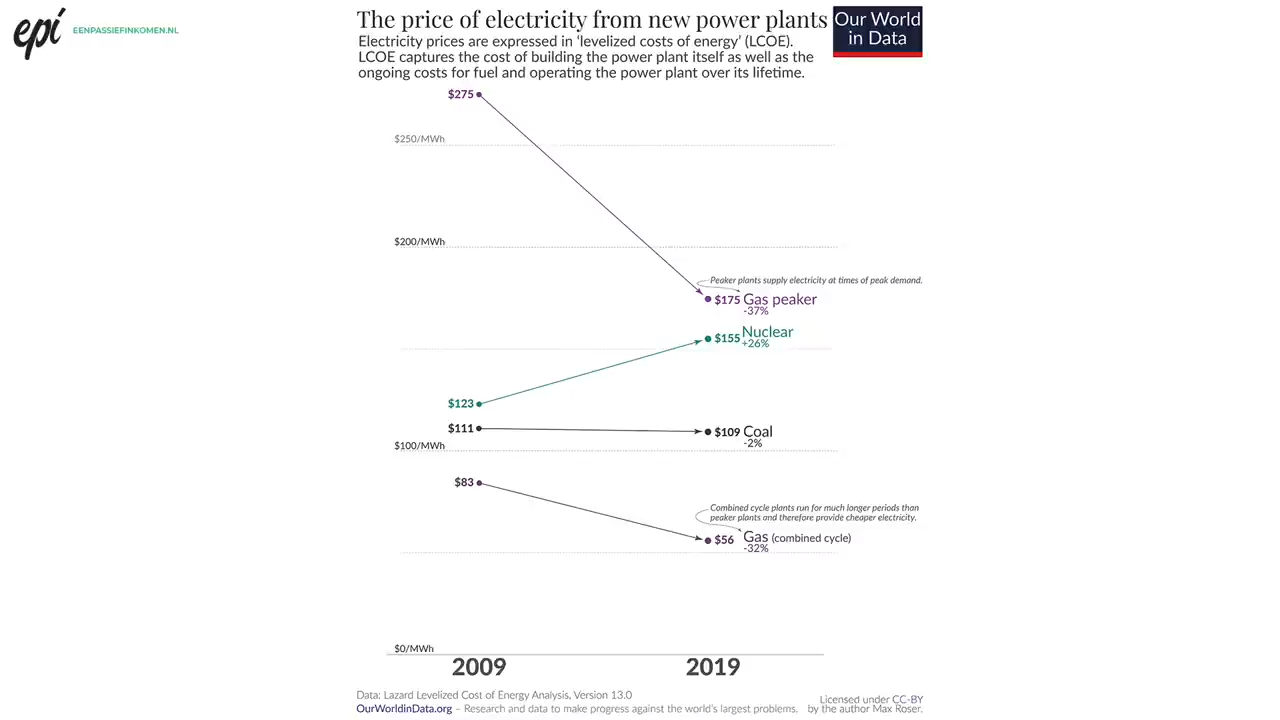 epi
EENPASSIEFINKOMEN.NL
The price of electricity from new power plants
Our World
in Data
Electricity prices are expressed in ‘levelized costs of energy’ (LCOE).
LCOE captures the cost of building the power plant itself as well as the
ongoing costs for fuel and operating the power plant over its lifetime.
$275
$250/MWh
$200/MWh
Peaker plants supply electricity at times of peak demand.
$175 Gas peaker
-37%
$155 Nuclear
+26%
$123
$111
$109 Coal
-2%
$100/MWh
$83
Combined cycle plants run for much longer periods than
peaker plants and therefore provide cheaper electricity.
$56 Gas (combined cycle)
-32%
$0/MWh
2009 2019
Data: Lazard Levelized Cost of Energy Analysis, Version 13.0
OurWorldinData.org – Research and data to make progress against the world's largest problems.
Licensed under CC-BY
by the author Max Roser.